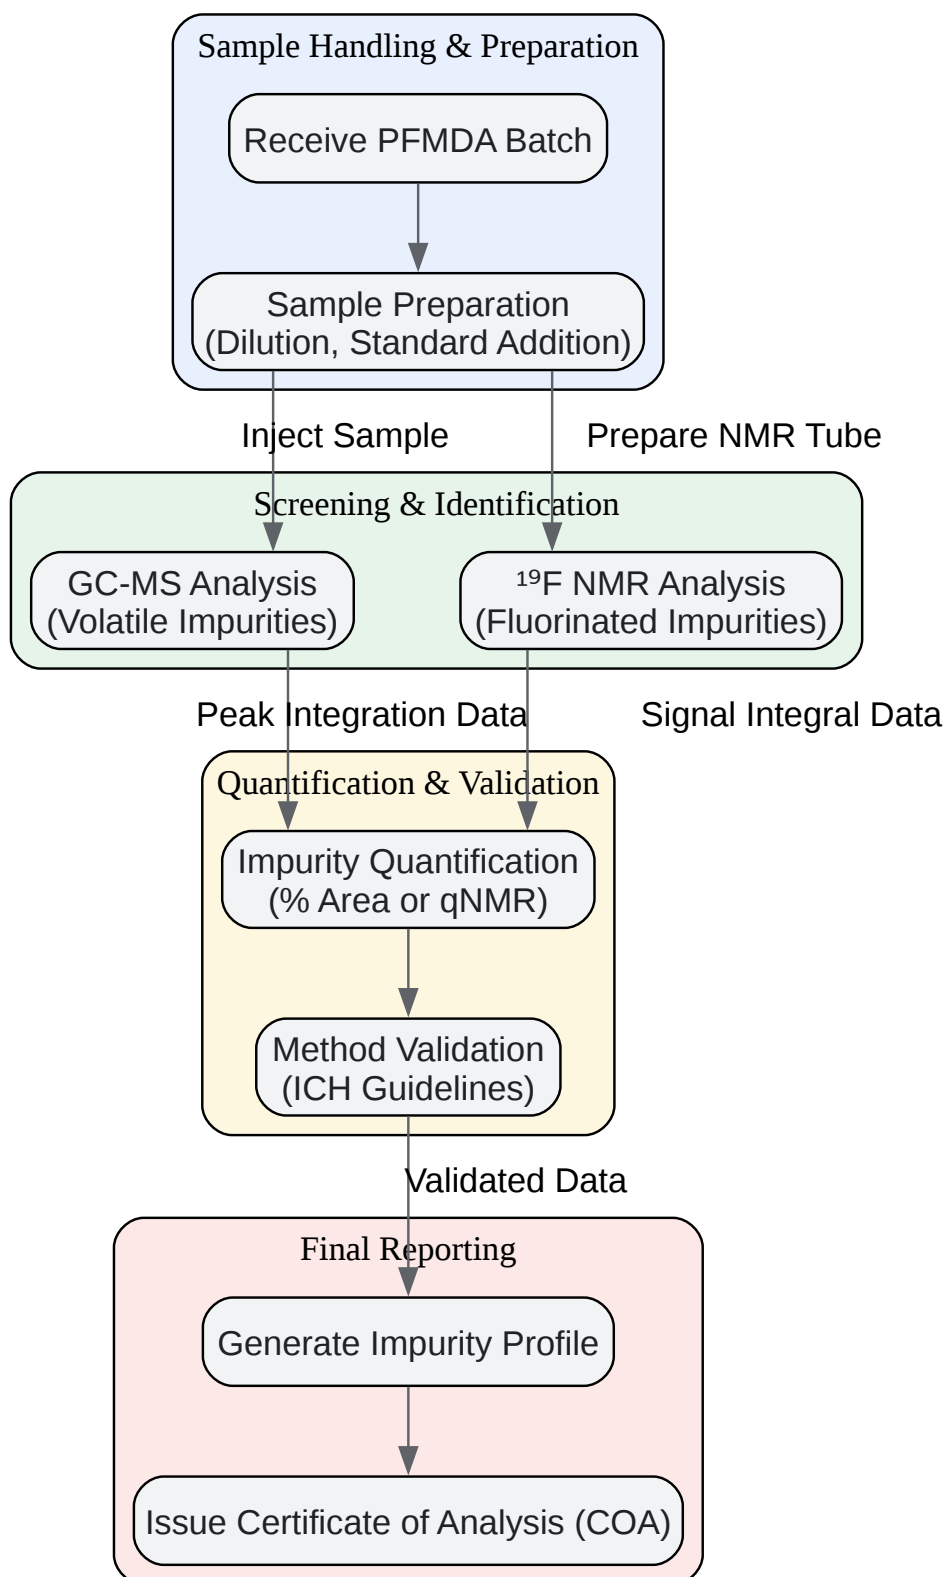 Sample Handling & Preparation
Receive PFMDA Batch
Sample Preparation
(Dilution, Standard Addition)
Inject Sample
Prepare NMR Tube
Screening & Identification
GC-MS Analysis
(Volatile Impurities)
¹⁹F NMR Analysis
(Fluorinated Impurities)
Peak Integration Data
Signal Integral Data
Quantification & Validation
Impurity Quantification
(% Area or qNMR)
Method Validation
(ICH Guidelines)
Validated Data
Final Reporting
Generate Impurity Profile
Issue Certificate of Analysis (COA)